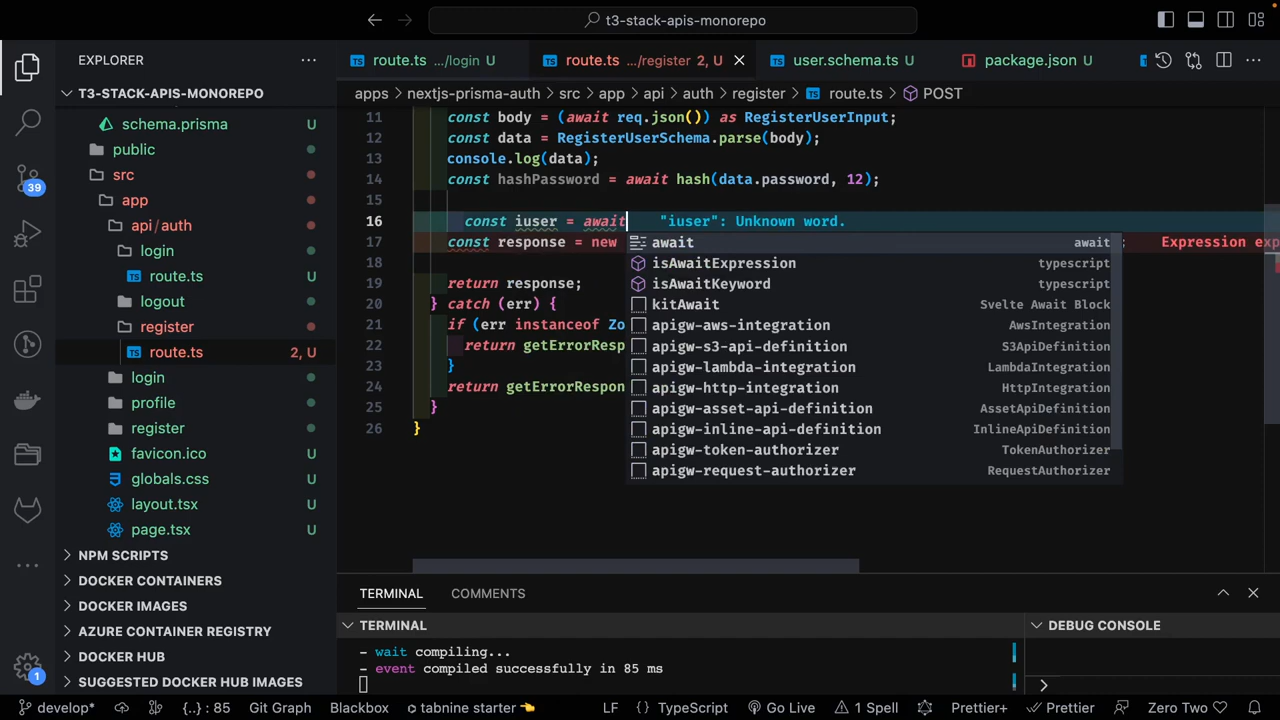 t3-stack-apis-monorepo
EXPLORER
route.ts .../login U
route.ts .../register 2, U
user.schema.ts U
package.json U
T3-STACK-APIS-MONOREPO
apps > nextjs-prisma-auth > src > app > api > auth > register > route.ts > POST
schema.prisma U
public
src
app
api/auth
login
route.ts U
logout
register
route.ts 2, U
login
profile
register
favicon.ico U
globals.css U
layout.tsx U
page.tsx U
NPM SCRIPTS
DOCKER CONTAINERS
DOCKER IMAGES
AZURE CONTAINER REGISTRY
DOCKER HUB
SUGGESTED DOCKER HUB IMAGES
39
1
11 const body = (await req.json()) as RegisterUserInput;
12 const data = RegisterUserSchema.parse(body);
13 console.log(data);
14 const hashPassword = await hash(data.password, 12);
15
16 const iuser = await "iuser": Unknown word.
17 const response = new ; Expression exp
18
19 return response;
20 } catch (err) {
21 if (err instanceof Zo
22 return getErrorResp
23 }
24 return getErrorRespon
25 }
26 }
await await
isAwaitExpression typescript
isAwaitKeyword typescript
kitAwait Svelte Await Block
apigw-aws-integration AwsIntegration
apigw-s3-api-definition S3ApiDefinition
apigw-lambda-integration LambdaIntegration
apigw-http-integration HttpIntegration
apigw-asset-api-definition AssetApiDefinition
apigw-inline-api-definition InlineApiDefinition
apigw-token-authorizer TokenAuthorizer
apigw-request-authorizer RequestAuthorizer
TERMINAL COMMENTS
TERMINAL
DEBUG CONSOLE
- wait compiling...
- event compiled successfully in 85 ms
develop* {..} : 85 Git Graph Blackbox tabnine starter LF TypeScript Go Live 1 Spell Prettier+ Prettier Zero Two